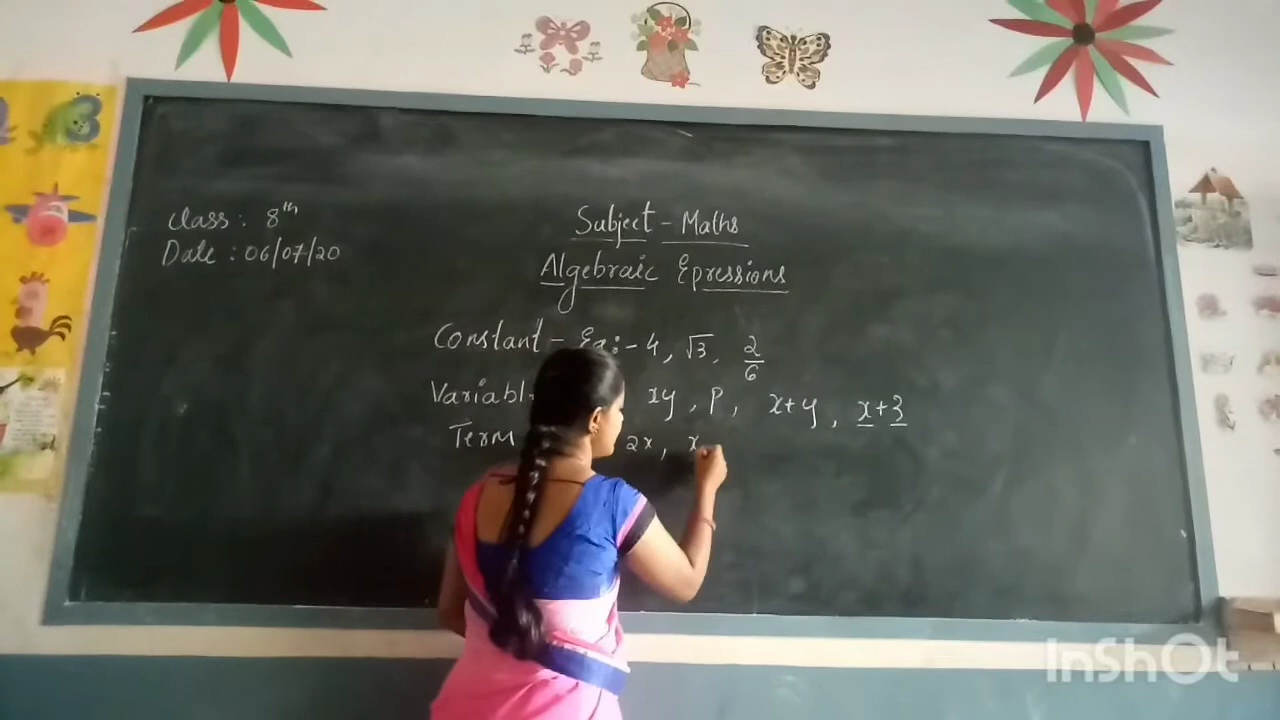 Class : 8th
Date : 06/07/20
Subject - Maths
Algebraic Epressions
Constant - Eg:- 4, √3, 2/6
Variabl xy, p, x+y, x+3
Term 2x, x
InShOt